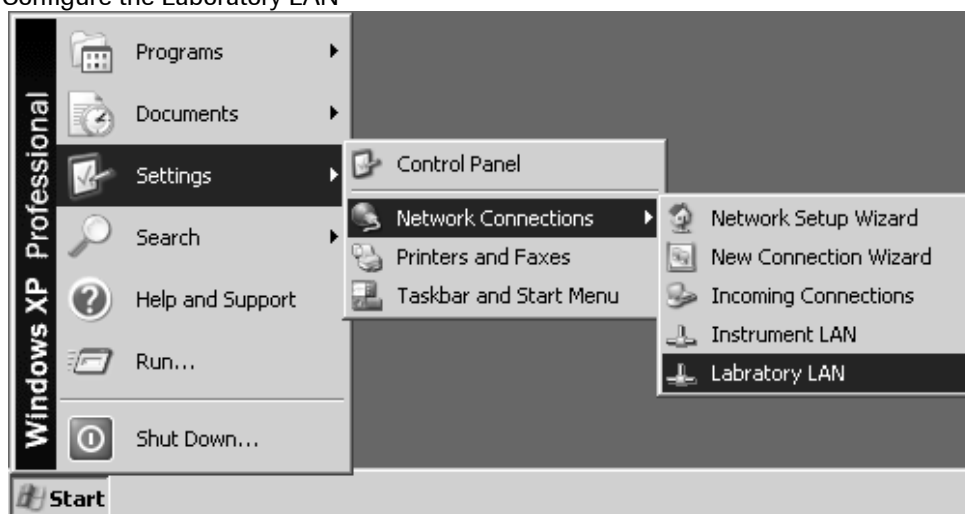 Configure the Laboratory LAN
Windows XP Professional
Programs
Documents
Settings
Search
Help and Support
Run...
Shut Down...
Control Panel
Network Connections
Printers and Faxes
Taskbar and Start Menu
Network Setup Wizard
New Connection Wizard
Incoming Connections
Instrument LAN
Labratory LAN
Start